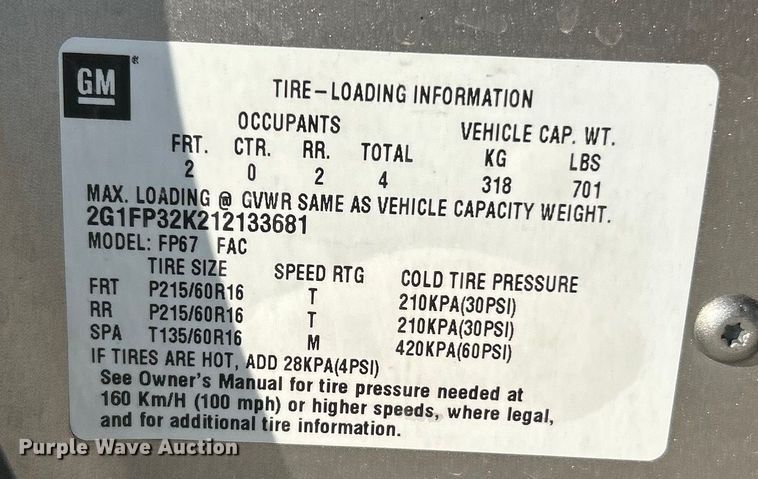 GM ®
TIRE-LOADING INFORMATION
OCCUPANTS VEHICLE CAP. WT.
FRT. CTR. RR. TOTAL KG LBS
2 0 2 4 318 701
MAX. LOADING @ GVWR SAME AS VEHICLE CAPACITY WEIGHT.
2G1FP32K212133681
MODEL: FP67 FAC
TIRE SIZE SPEED RTG COLD TIRE PRESSURE
FRT P215/60R16 T 210KPA(30PSI)
RR P215/60R16 T 210KPA(30PSI)
SPA T135/60R16 M 420KPA(60PSI)
IF TIRES ARE HOT, ADD 28KPA(4PSI)
See Owner's Manual for tire pressure needed at
160 Km/H (100 mph) or higher speeds, where legal,
and for additional tire information.
Purple Wave Auction